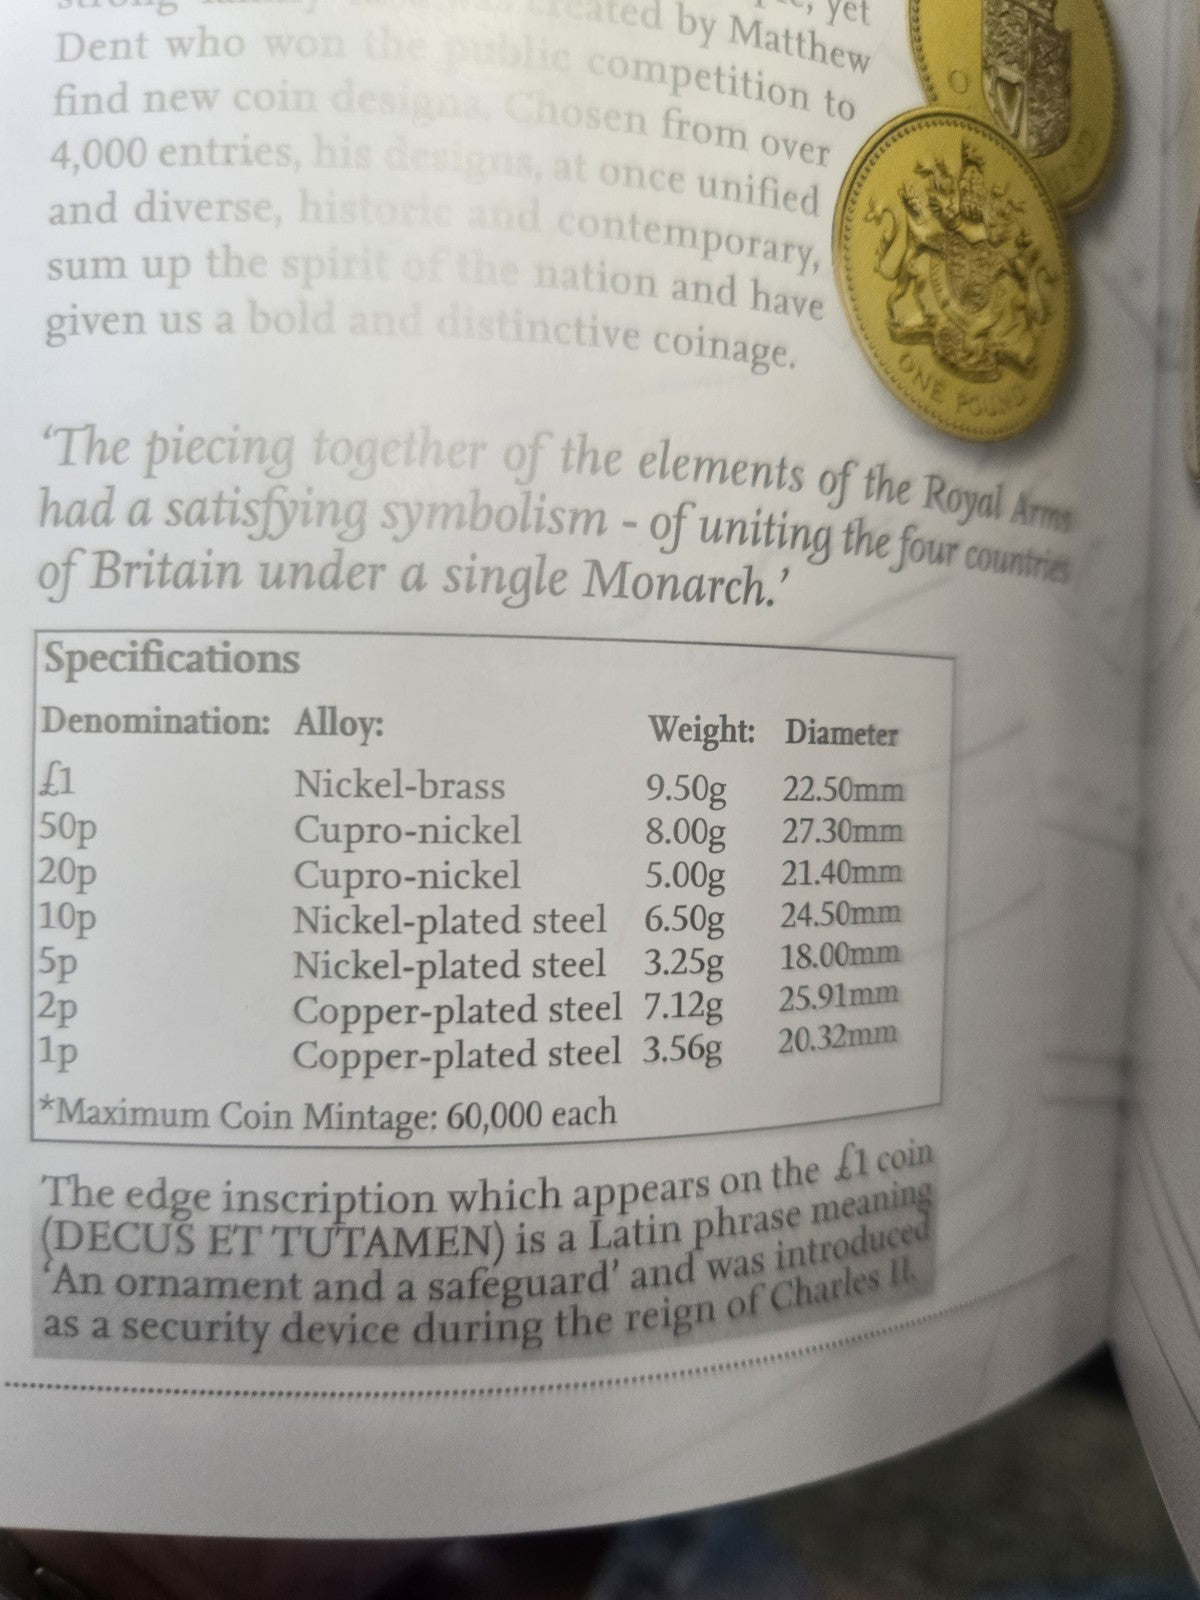 strong family created by Matthew yet
Dent who won the public competition to
find new coin designs. Chosen from over
4,000 entries, his designs, at once unified
and diverse, historic and contemporary,
sum up the spirit of the nation and have
given us a bold and distinctive coinage.
ONE POUND
'The piecing together of the elements of the Royal Arms
had a satisfying symbolism - of uniting the four countries
of Britain under a single Monarch.'
Specifications
Denomination: Alloy: Weight: Diameter
£1 Nickel-brass 9.50g 22.50mm
50p Cupro-nickel 8.00g 27.30mm
20p Cupro-nickel 5.00g 21.40mm
10p Nickel-plated steel 6.50g 24.50mm
5p Nickel-plated steel 3.25g 18.00mm
2p Copper-plated steel 7.12g 25.91mm
1p Copper-plated steel 3.56g 20.32mm
*Maximum Coin Mintage: 60,000 each
The edge inscription which appears on the £1 coin
(DECUS ET TUTAMEN) is a Latin phrase meaning
'An ornament and a safeguard' and was introduced
as a security device during the reign of Charles II.